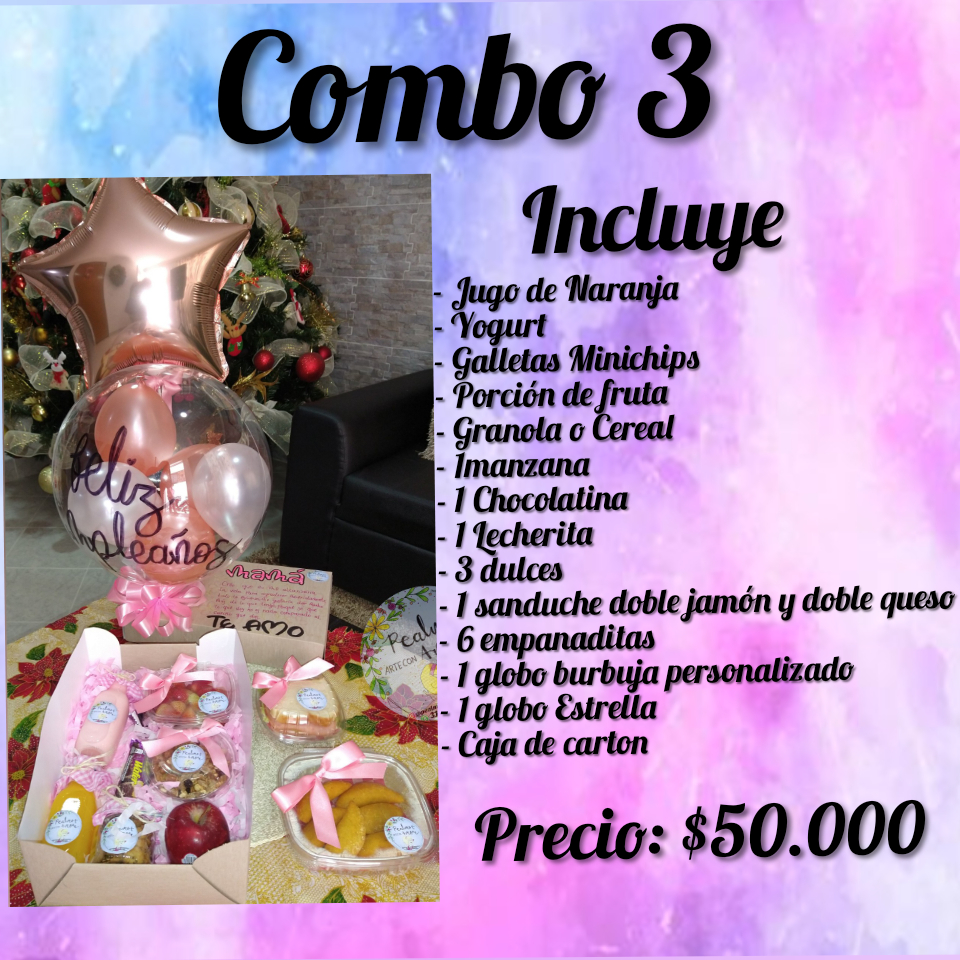 Combo 3
Incluye
- Jugo de Naranja
- Yogurt
- Galletas Minichips
- Porción de fruta
- Granola o Cereal
- 1manzana
- 1 Chocolatina
- 1 Lecherita
- 3 dulces
- 1 sanduche doble jamón y doble queso
- 6 empanaditas
- 1 globo burbuja personalizado
- 1 globo Estrella
- Caja de carton
Precio: $50.000
feliz
mamá
TE AMO
ARTE CON